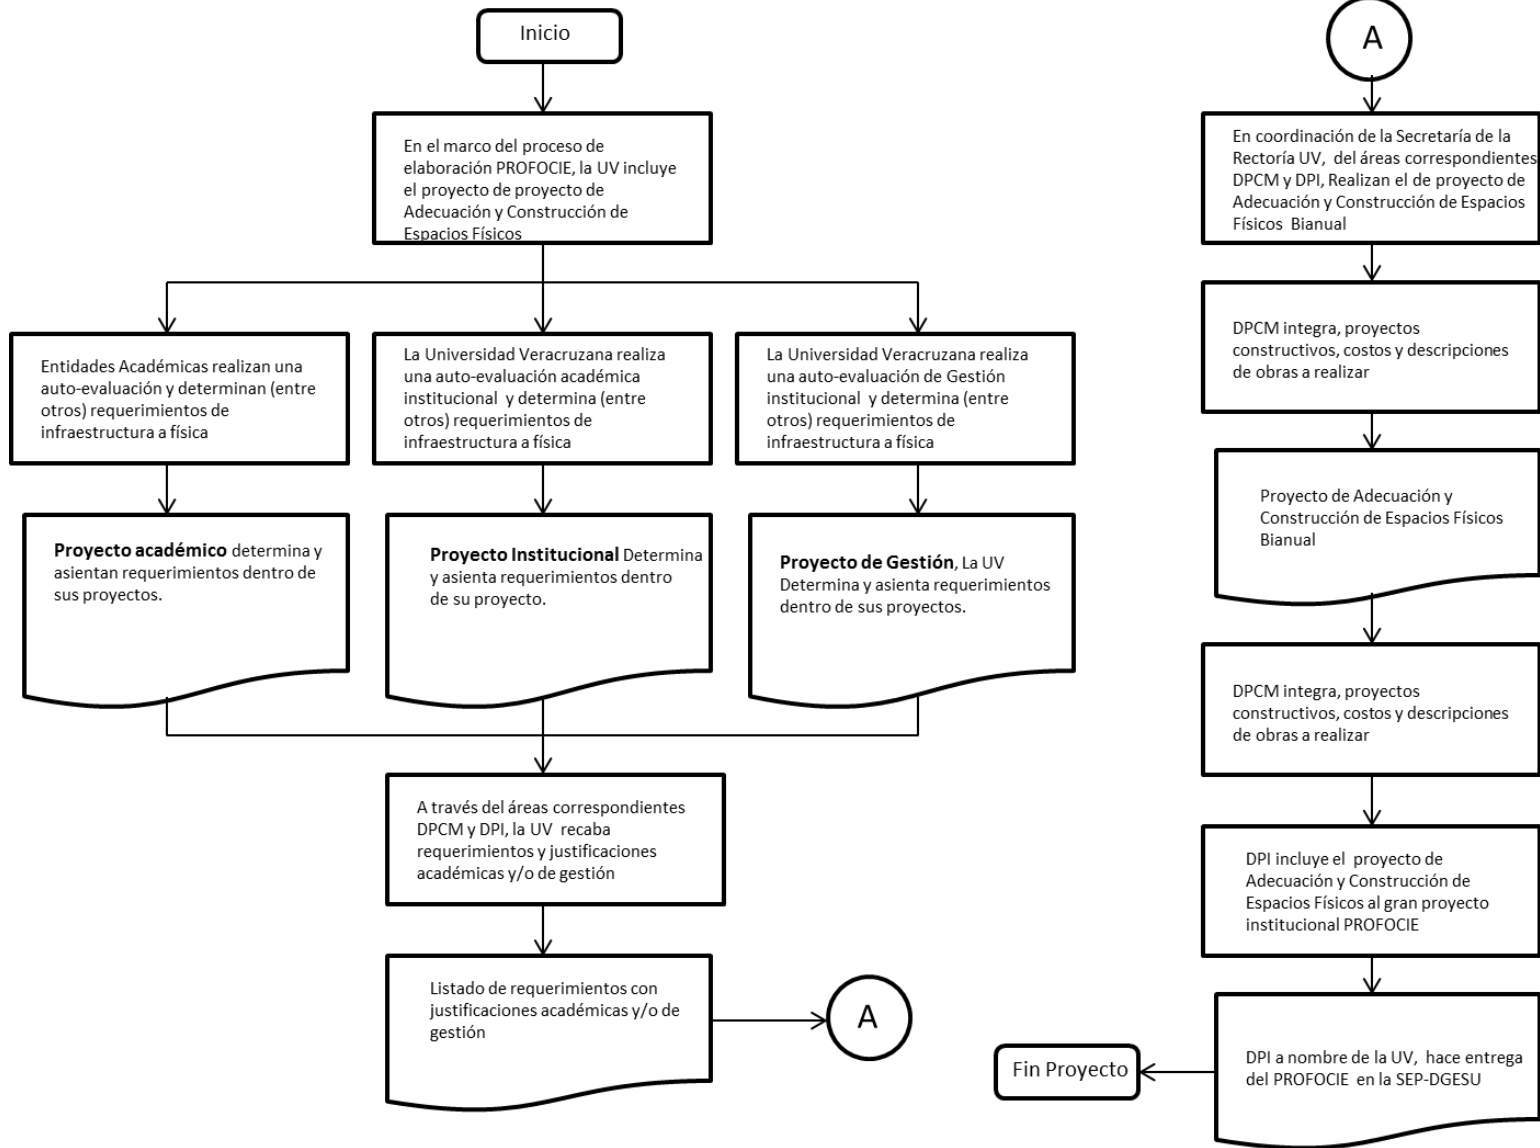 Inicio
En el marco del proceso de
elaboración PROFOCIE, la UV incluye
el proyecto de proyecto de
Adecuación y Construcción de
Espacios Físicos
Entidades Académicas realizan una
auto-evaluación y determinan (entre
otros) requerimientos de
infraestructura a física
La Universidad Veracruzana realiza
una auto-evaluación académica
institucional y determina (entre
otros) requerimientos de
infraestructura a física
La Universidad Veracruzana realiza
una auto-evaluación de Gestión
institucional y determina (entre
otros) requerimientos de
infraestructura a física
Proyecto académico determina y
asientan requerimientos dentro de
sus proyectos.
Proyecto Institucional Determina
y asienta requerimientos dentro
de su proyecto.
Proyecto de Gestión, La UV
Determina y asienta requerimientos
dentro de sus proyectos.
A través del áreas correspondientes
DPCM y DPI, la UV recaba
requerimientos y justificaciones
académicas y/o de gestión
Listado de requerimientos con
justificaciones académicas y/o de
gestión
A
A
En coordinación de la Secretaría de la
Rectoría UV, del áreas correspondientes
DPCM y DPI, Realizan el de proyecto de
Adecuación y Construcción de Espacios
Físicos Bianual
DPCM integra, proyectos
constructivos, costos y descripciones
de obras a realizar
Proyecto de Adecuación y
Construcción de Espacios Físicos
Bianual
DPCM integra, proyectos
constructivos, costos y descripciones
de obras a realizar
DPI incluye el proyecto de
Adecuación y Construcción de
Espacios Físicos al gran proyecto
institucional PROFOCIE
DPI a nombre de la UV, hace entrega
del PROFOCIE en la SEP-DGESU
Fin Proyecto